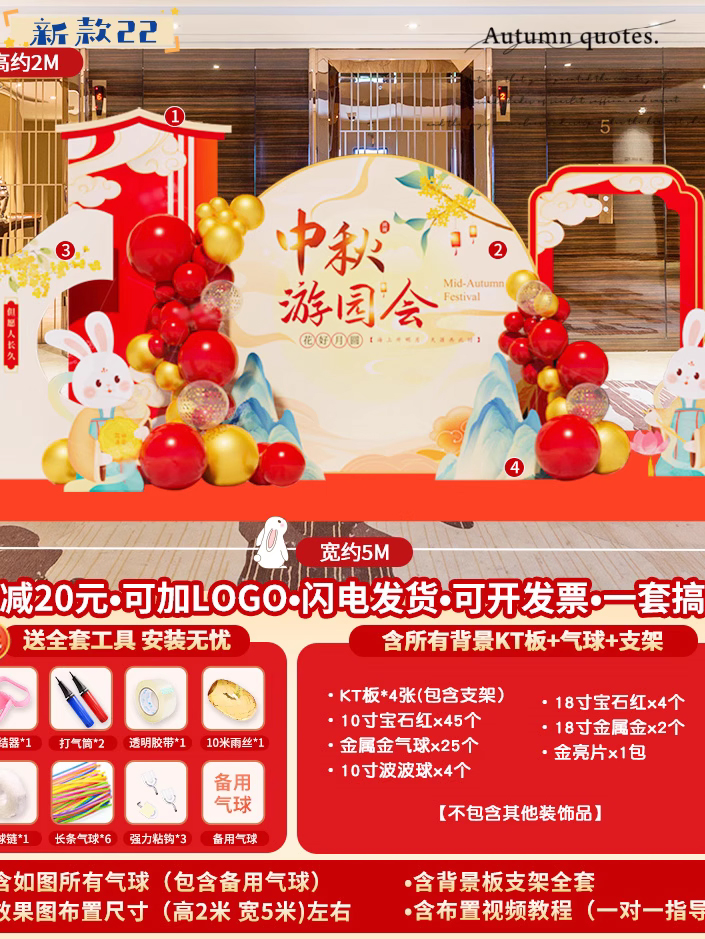 新款22
Autumn quotes.
高约2M
5
1
2
3
4
中秋
游园会
Mid-Autumn
Festival
花好月圆
但愿人长久
宽约5M
减20元•可加LOGO•闪电发货•可开发票•一套搞
送全套工具 安装无忧
结器*1
打气筒*2
透明胶带*1
10米雨丝*1
备用
气球
球链*1
长条气球*6
强力粘钩*3
备用气球
含所有背景KT板+气球+支架
·KT板*4张(包含支架)
·10寸宝石红x45个
·金属金气球x25个
·10寸波波球x4个
·18寸宝石红x4个
·18寸金属金x2个
·金亮片x1包
【不包含其他装饰品】
含如图所有气球（包含备用气球）
•含背景板支架全套
效果图布置尺寸（高2米 宽5米)左右
•含布置视频教程（一对一指导